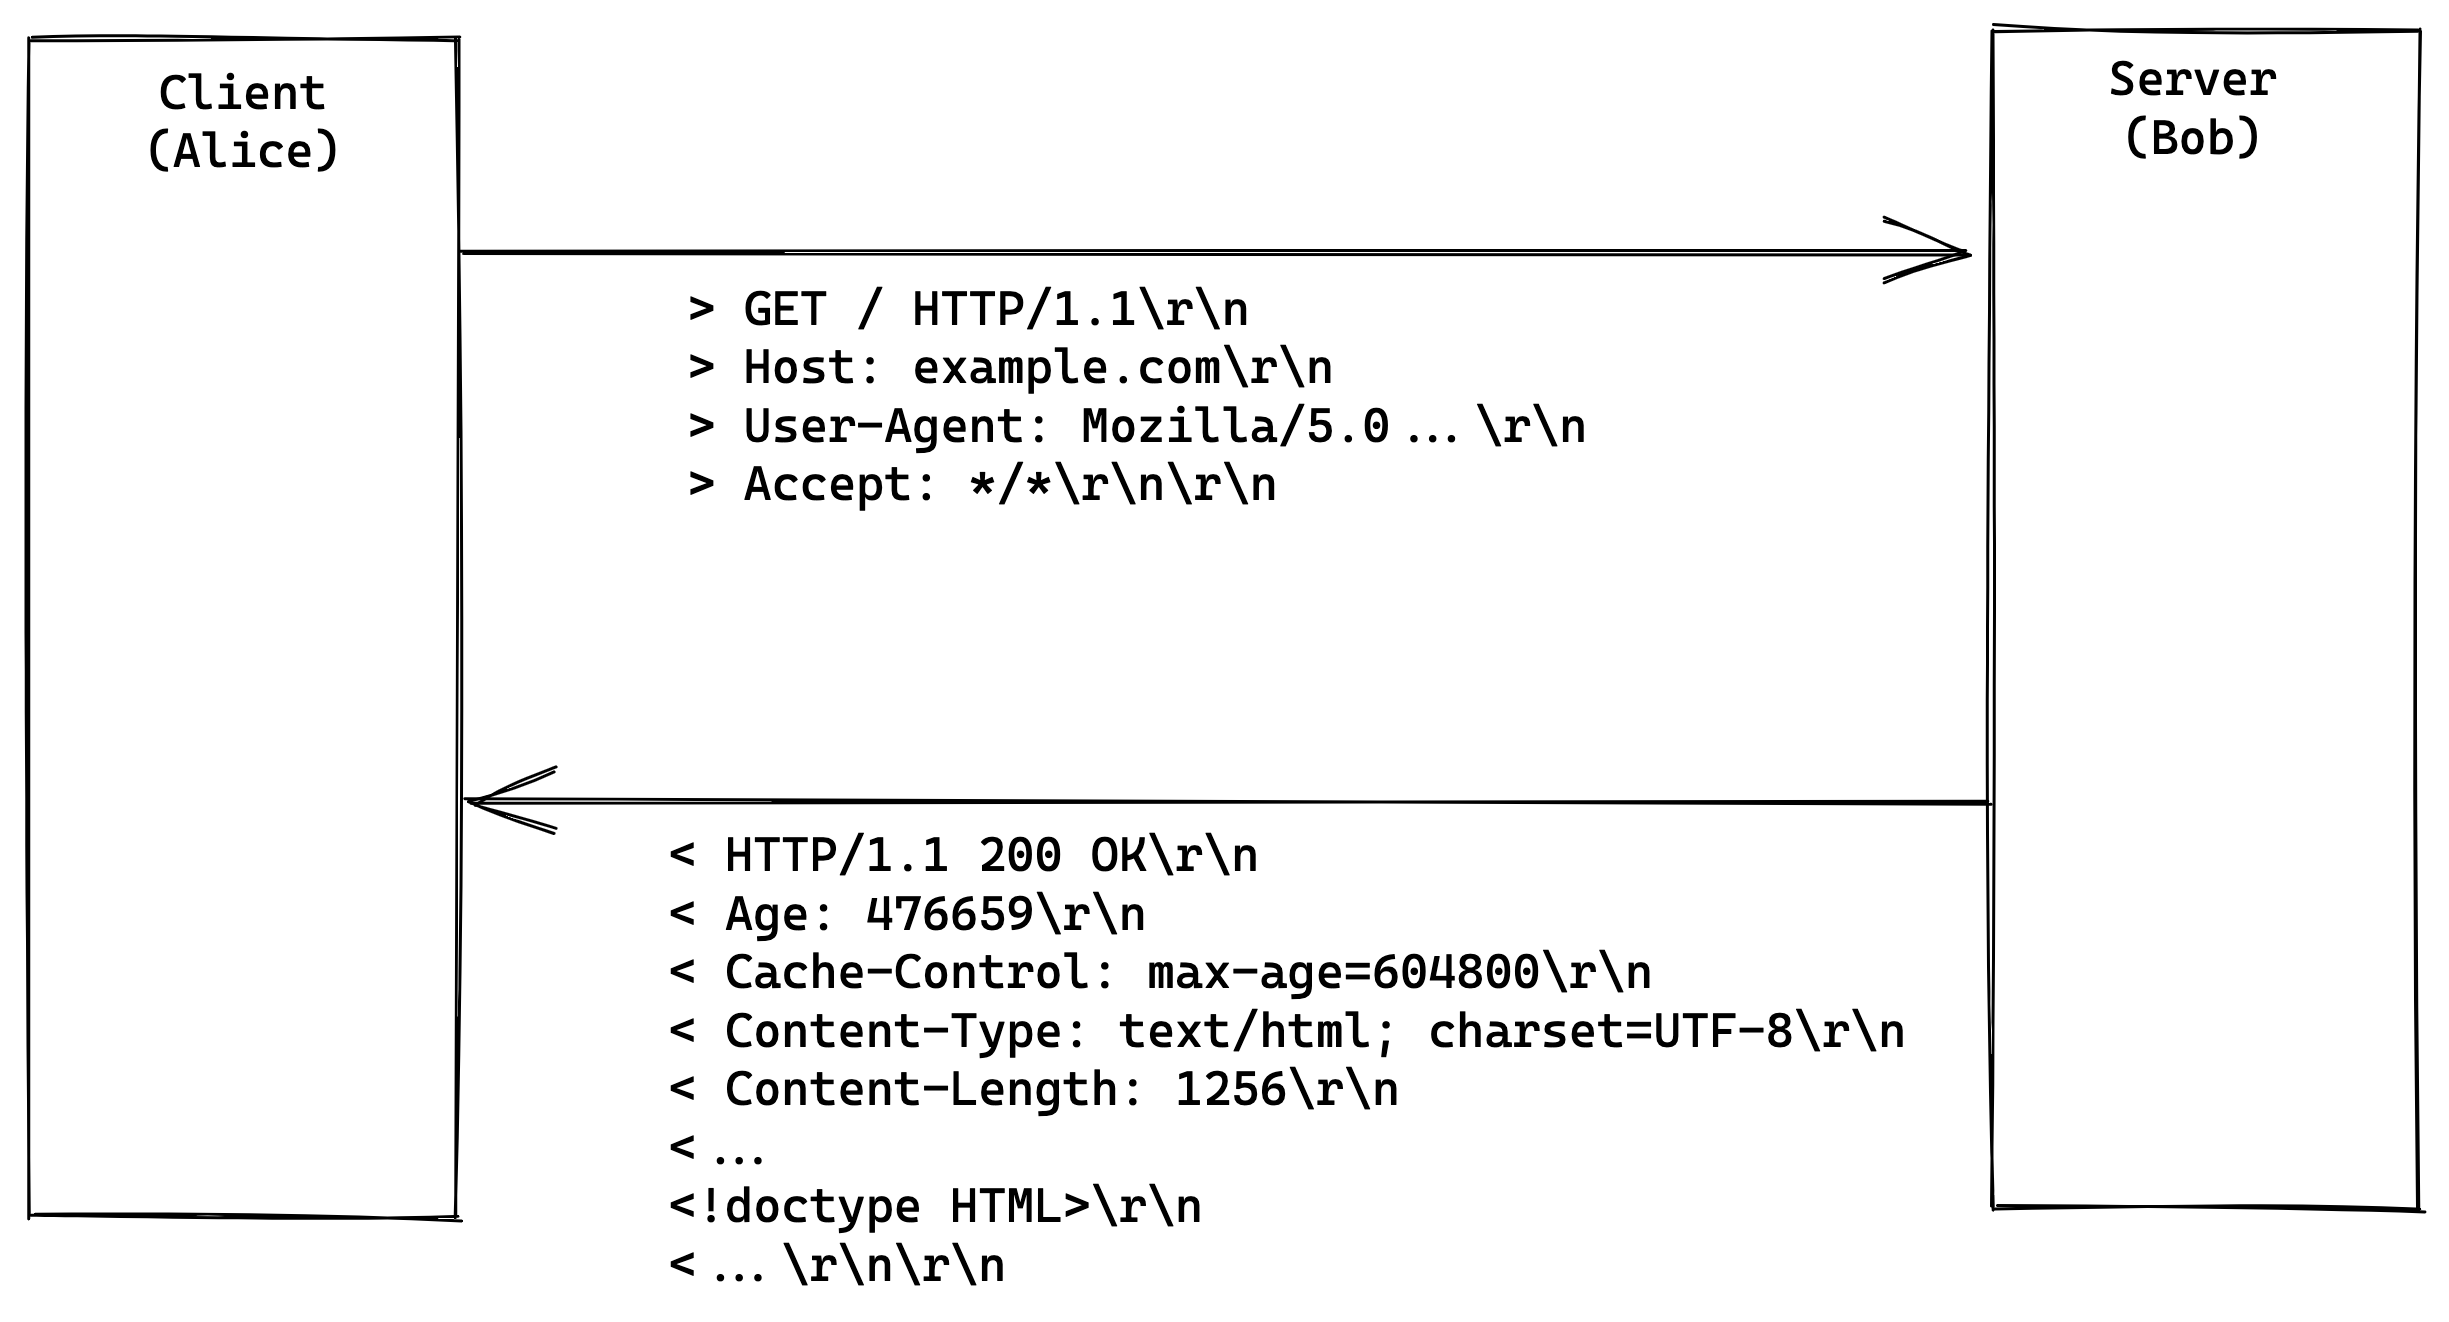 Client
(Alice)
Server
(Bob)
> GET / HTTP/1.1\r\n
> Host: example.com\r\n
> User-Agent: Mozilla/5.0 ... \r\n
> Accept: */*\r\n\r\n
< HTTP/1.1 200 OK\r\n
< Age: 476659\r\n
< Cache-Control: max-age=604800\r\n
< Content-Type: text/html; charset=UTF-8\r\n
< Content-Length: 1256\r\n
< ...
<!doctype HTML>\r\n
< ... \r\n\r\n